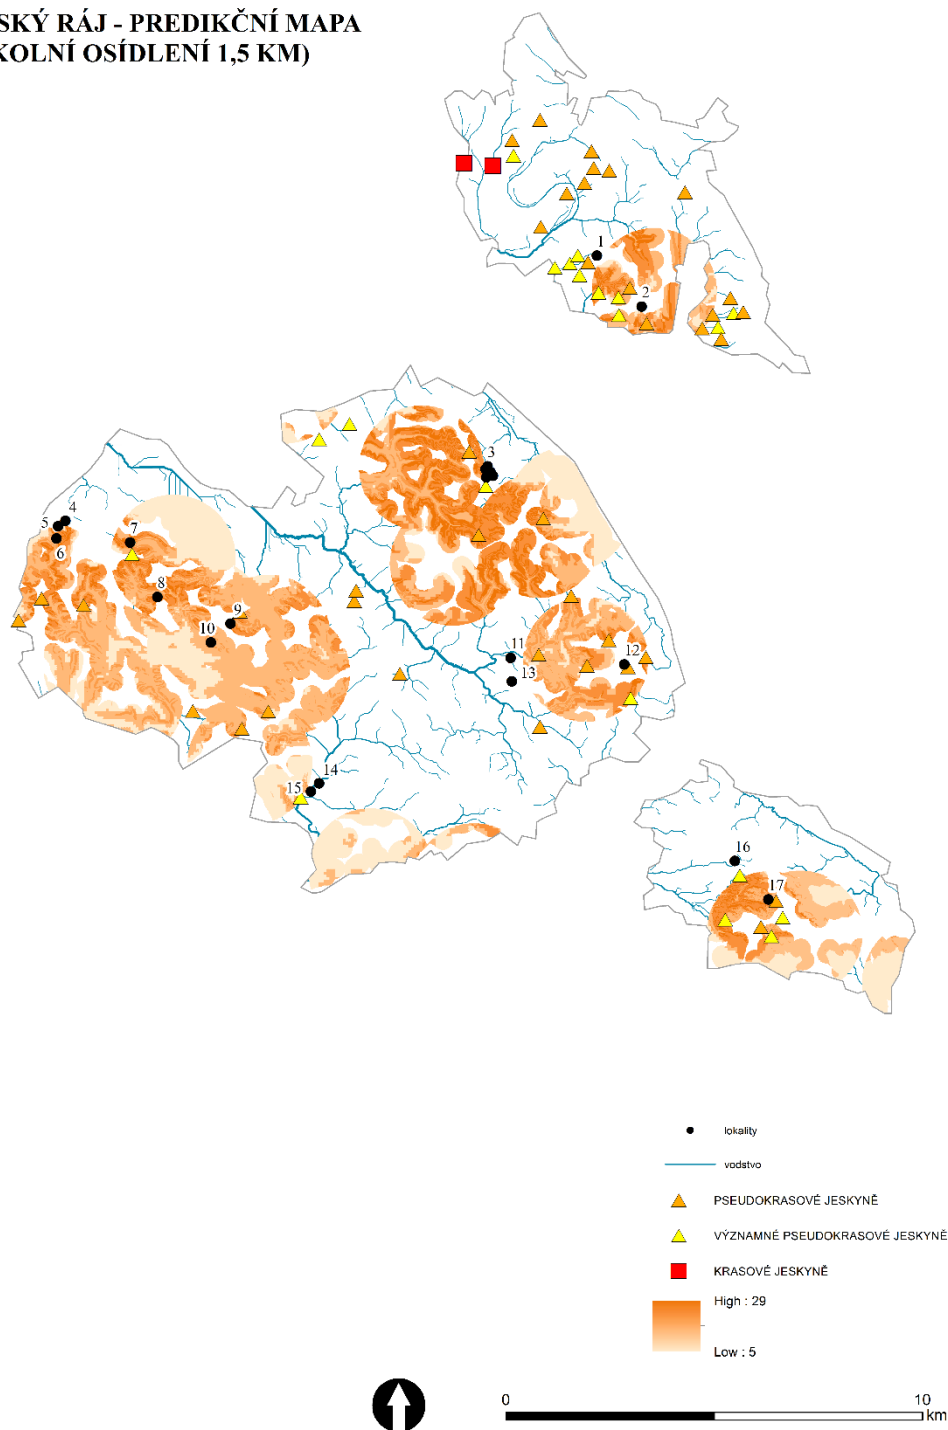 SKÝ RÁJ - PREDIKČNÍ MAPA
KOLNÍ OSÍDLENÍ 1,5 KM)
1
2
3
4
5
6
7
8
9
10
11
12
13
14
15
16
17
lokality
vodstvo
PSEUDOKRASOVÉ JESKYNĚ
VÝZNAMNÉ PSEUDOKRASOVÉ JESKYNĚ
KRASOVÉ JESKYNĚ
High : 29
Low : 5
0 10
km